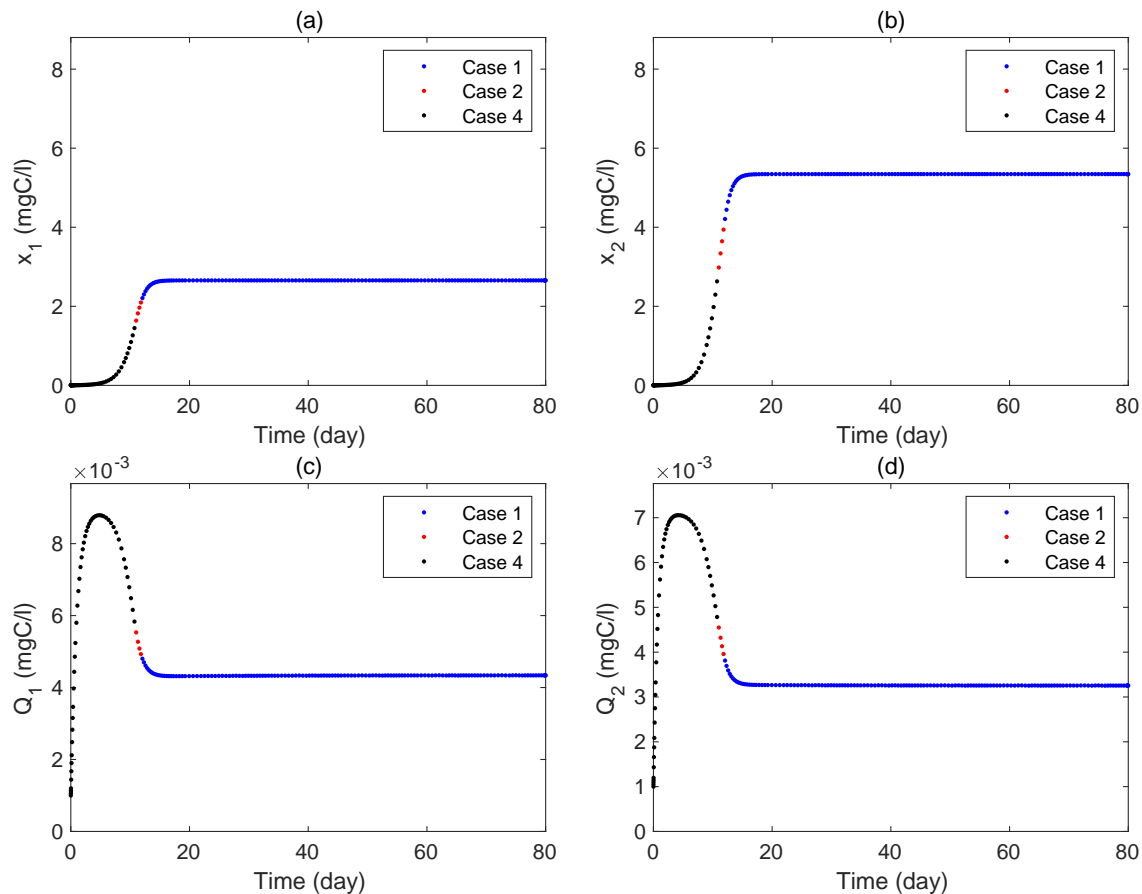 (a)
x_1 (mgC/l)
8
6
4
2
0
0 20 40 60 80
Time (day)
Case 1
Case 2
Case 4
(b)
x_2 (mgC/l)
8
6
4
2
0
0 20 40 60 80
Time (day)
Case 1
Case 2
Case 4
(c)
×10^-3
Q_1 (mgC/l)
8
6
4
2
0
0 20 40 60 80
Time (day)
Case 1
Case 2
Case 4
(d)
×10^-3
Q_2 (mgC/l)
7
6
5
4
3
2
1
0
0 20 40 60 80
Time (day)
Case 1
Case 2
Case 4